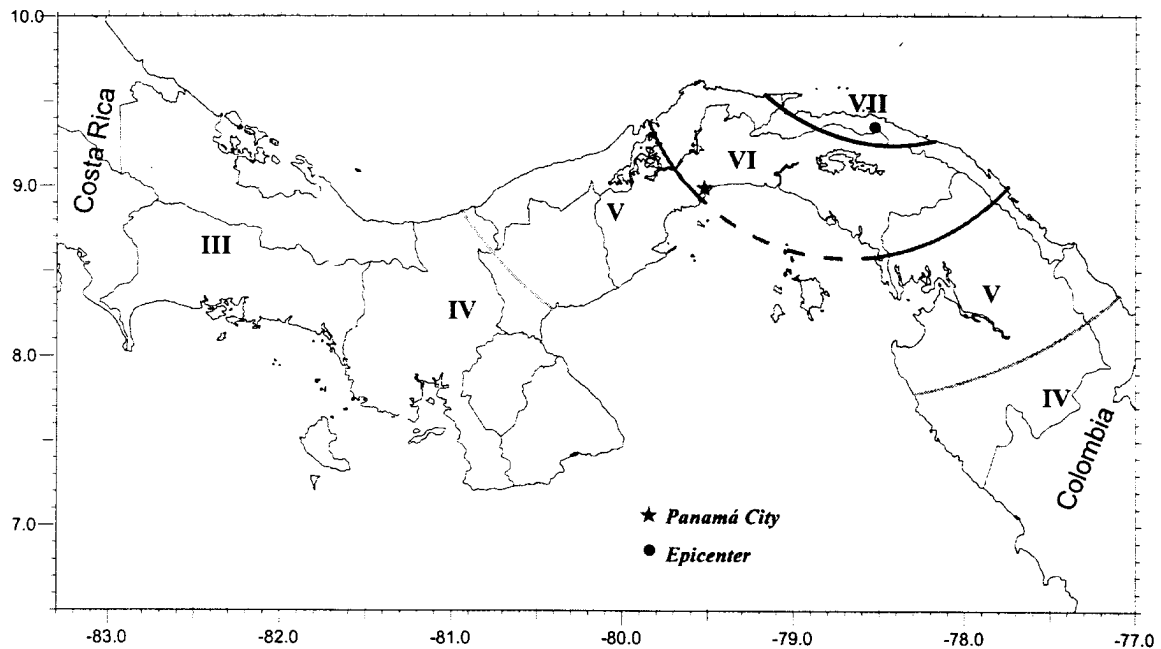 10.0
Costa Rica
VII
VI
9.0
V
III
IV
V
8.0
IV
Colombia
7.0
Panamá City
Epicenter
-83.0 -82.0 -81.0 -80.0 -79.0 -78.0 -77.0